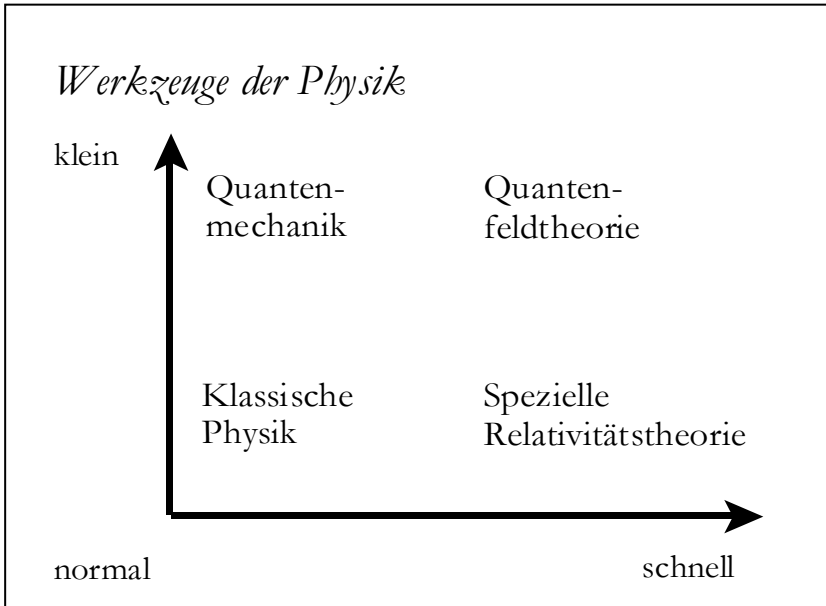 Werkzeuge der Physik
klein
Quanten-
mechanik
Quanten-
feldtheorie
Klassische
Physik
Spezielle
Relativitätstheorie
normal
schnell